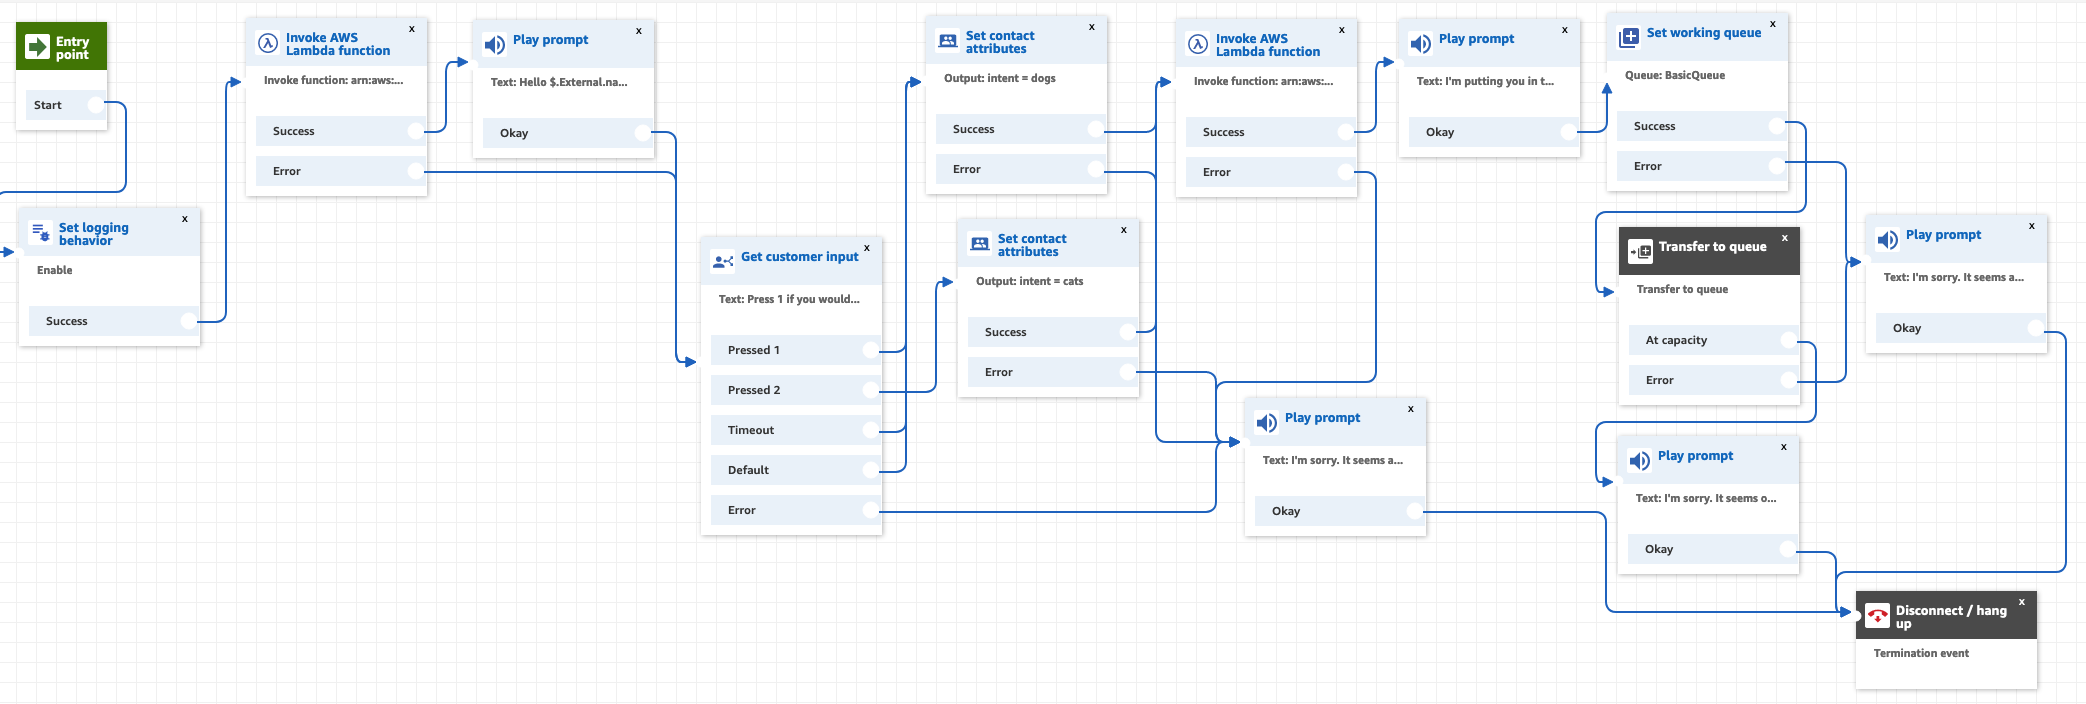 Entry
point
Start
Set logging
behavior
x
Enable
Success
Invoke AWS
Lambda function
x
Invoke function: arn:aws:...
Success
Error
Play prompt
x
Text: Hello $.External.na...
Okay
Get customer input
x
Text: Press 1 if you would...
Pressed 1
Pressed 2
Timeout
Default
Error
Set contact
attributes
x
Output: intent = dogs
Success
Error
Set contact
attributes
x
Output: intent = cats
Success
Error
Invoke AWS
Lambda function
x
Invoke function: arn:aws:...
Success
Error
Play prompt
x
Text: I'm sorry. It seems a...
Okay
Play prompt
x
Text: I'm putting you in t...
Okay
Set working queue
x
Queue: BasicQueue
Success
Error
Transfer to queue
x
Transfer to queue
At capacity
Error
Play prompt
x
Text: I'm sorry. It seems o...
Okay
Play prompt
x
Text: I'm sorry. It seems a...
Okay
Disconnect / hang
up
x
Termination event